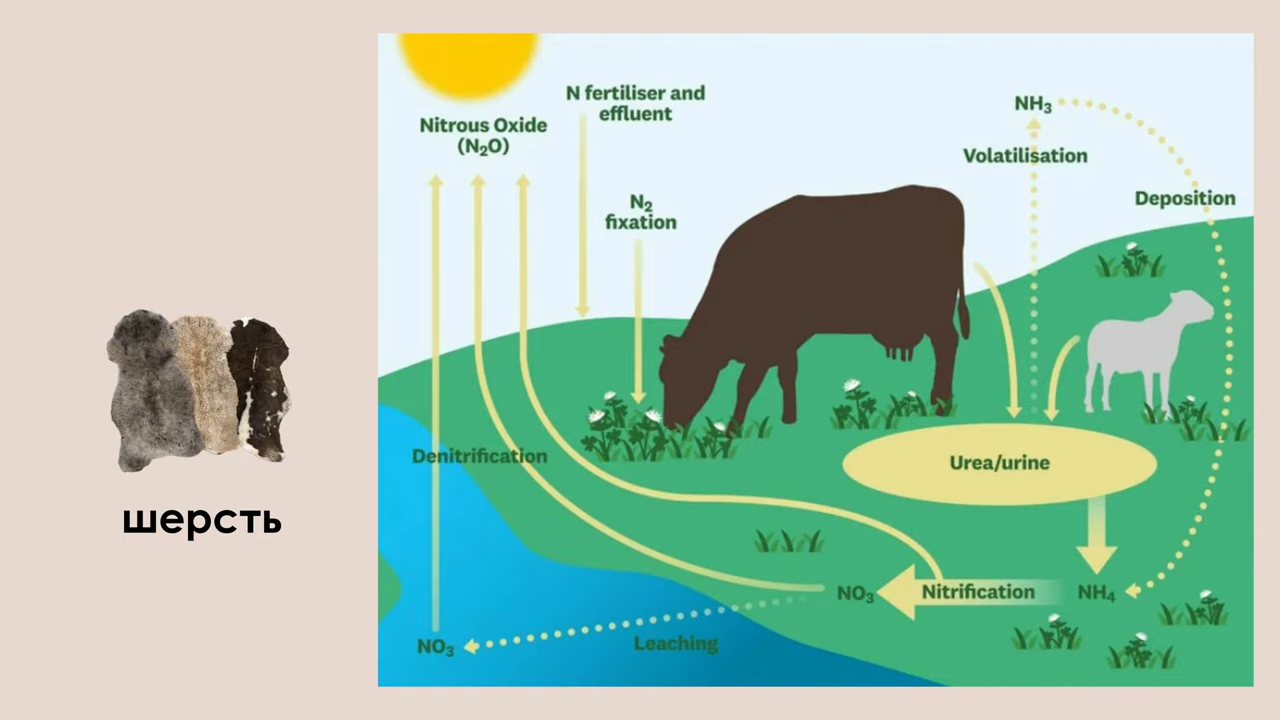 шерсть
N fertiliser and
effluent
Nitrous Oxide
(N₂O)
N₂
fixation
NH₃
Volatilisation
Deposition
Denitrification
Urea/urine
NO₃
Nitrification
NH₄
NO₃
Leaching